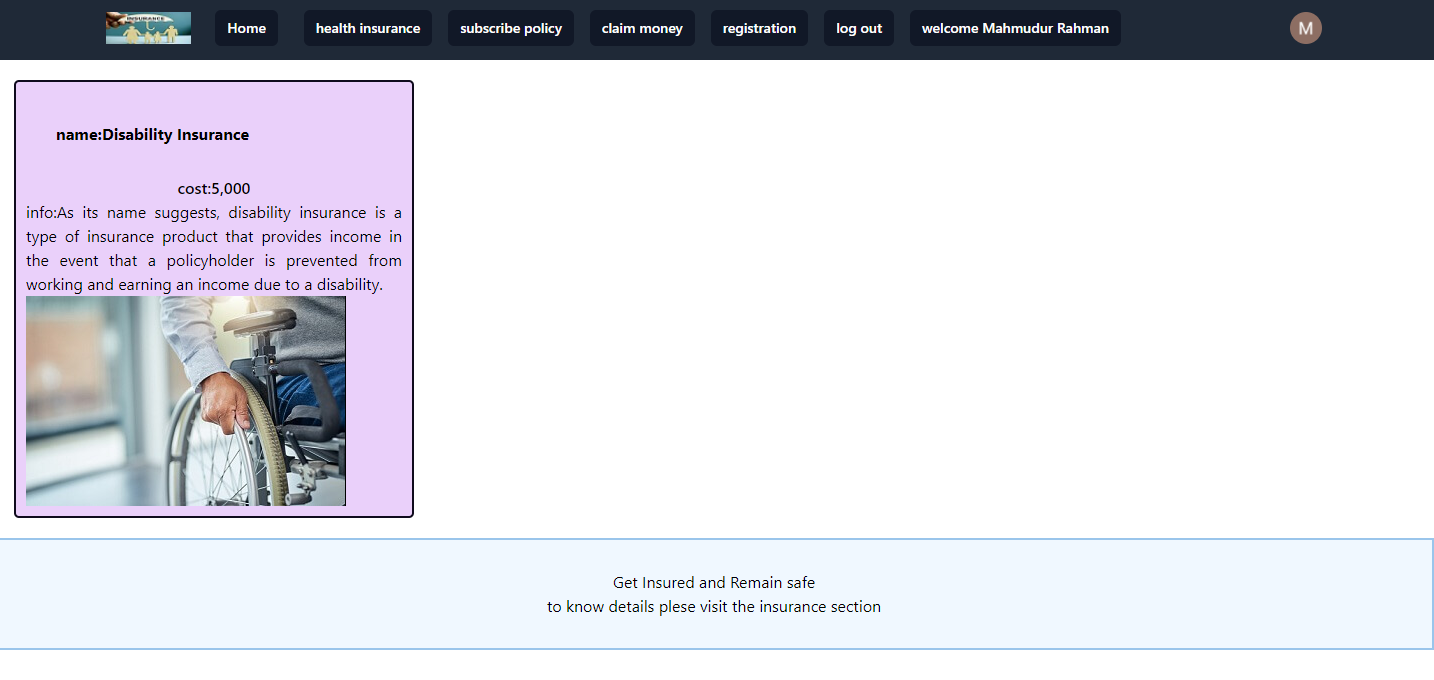 INSURANCE
Home
health insurance
subscribe policy
claim money
registration
log out
welcome Mahmudur Rahman
M
name:Disability Insurance
cost:5,000
info:As its name suggests, disability insurance is a
type of insurance product that provides income in
the event that a policyholder is prevented from
working and earning an income due to a disability.
Get Insured and Remain safe
to know details plese visit the insurance section